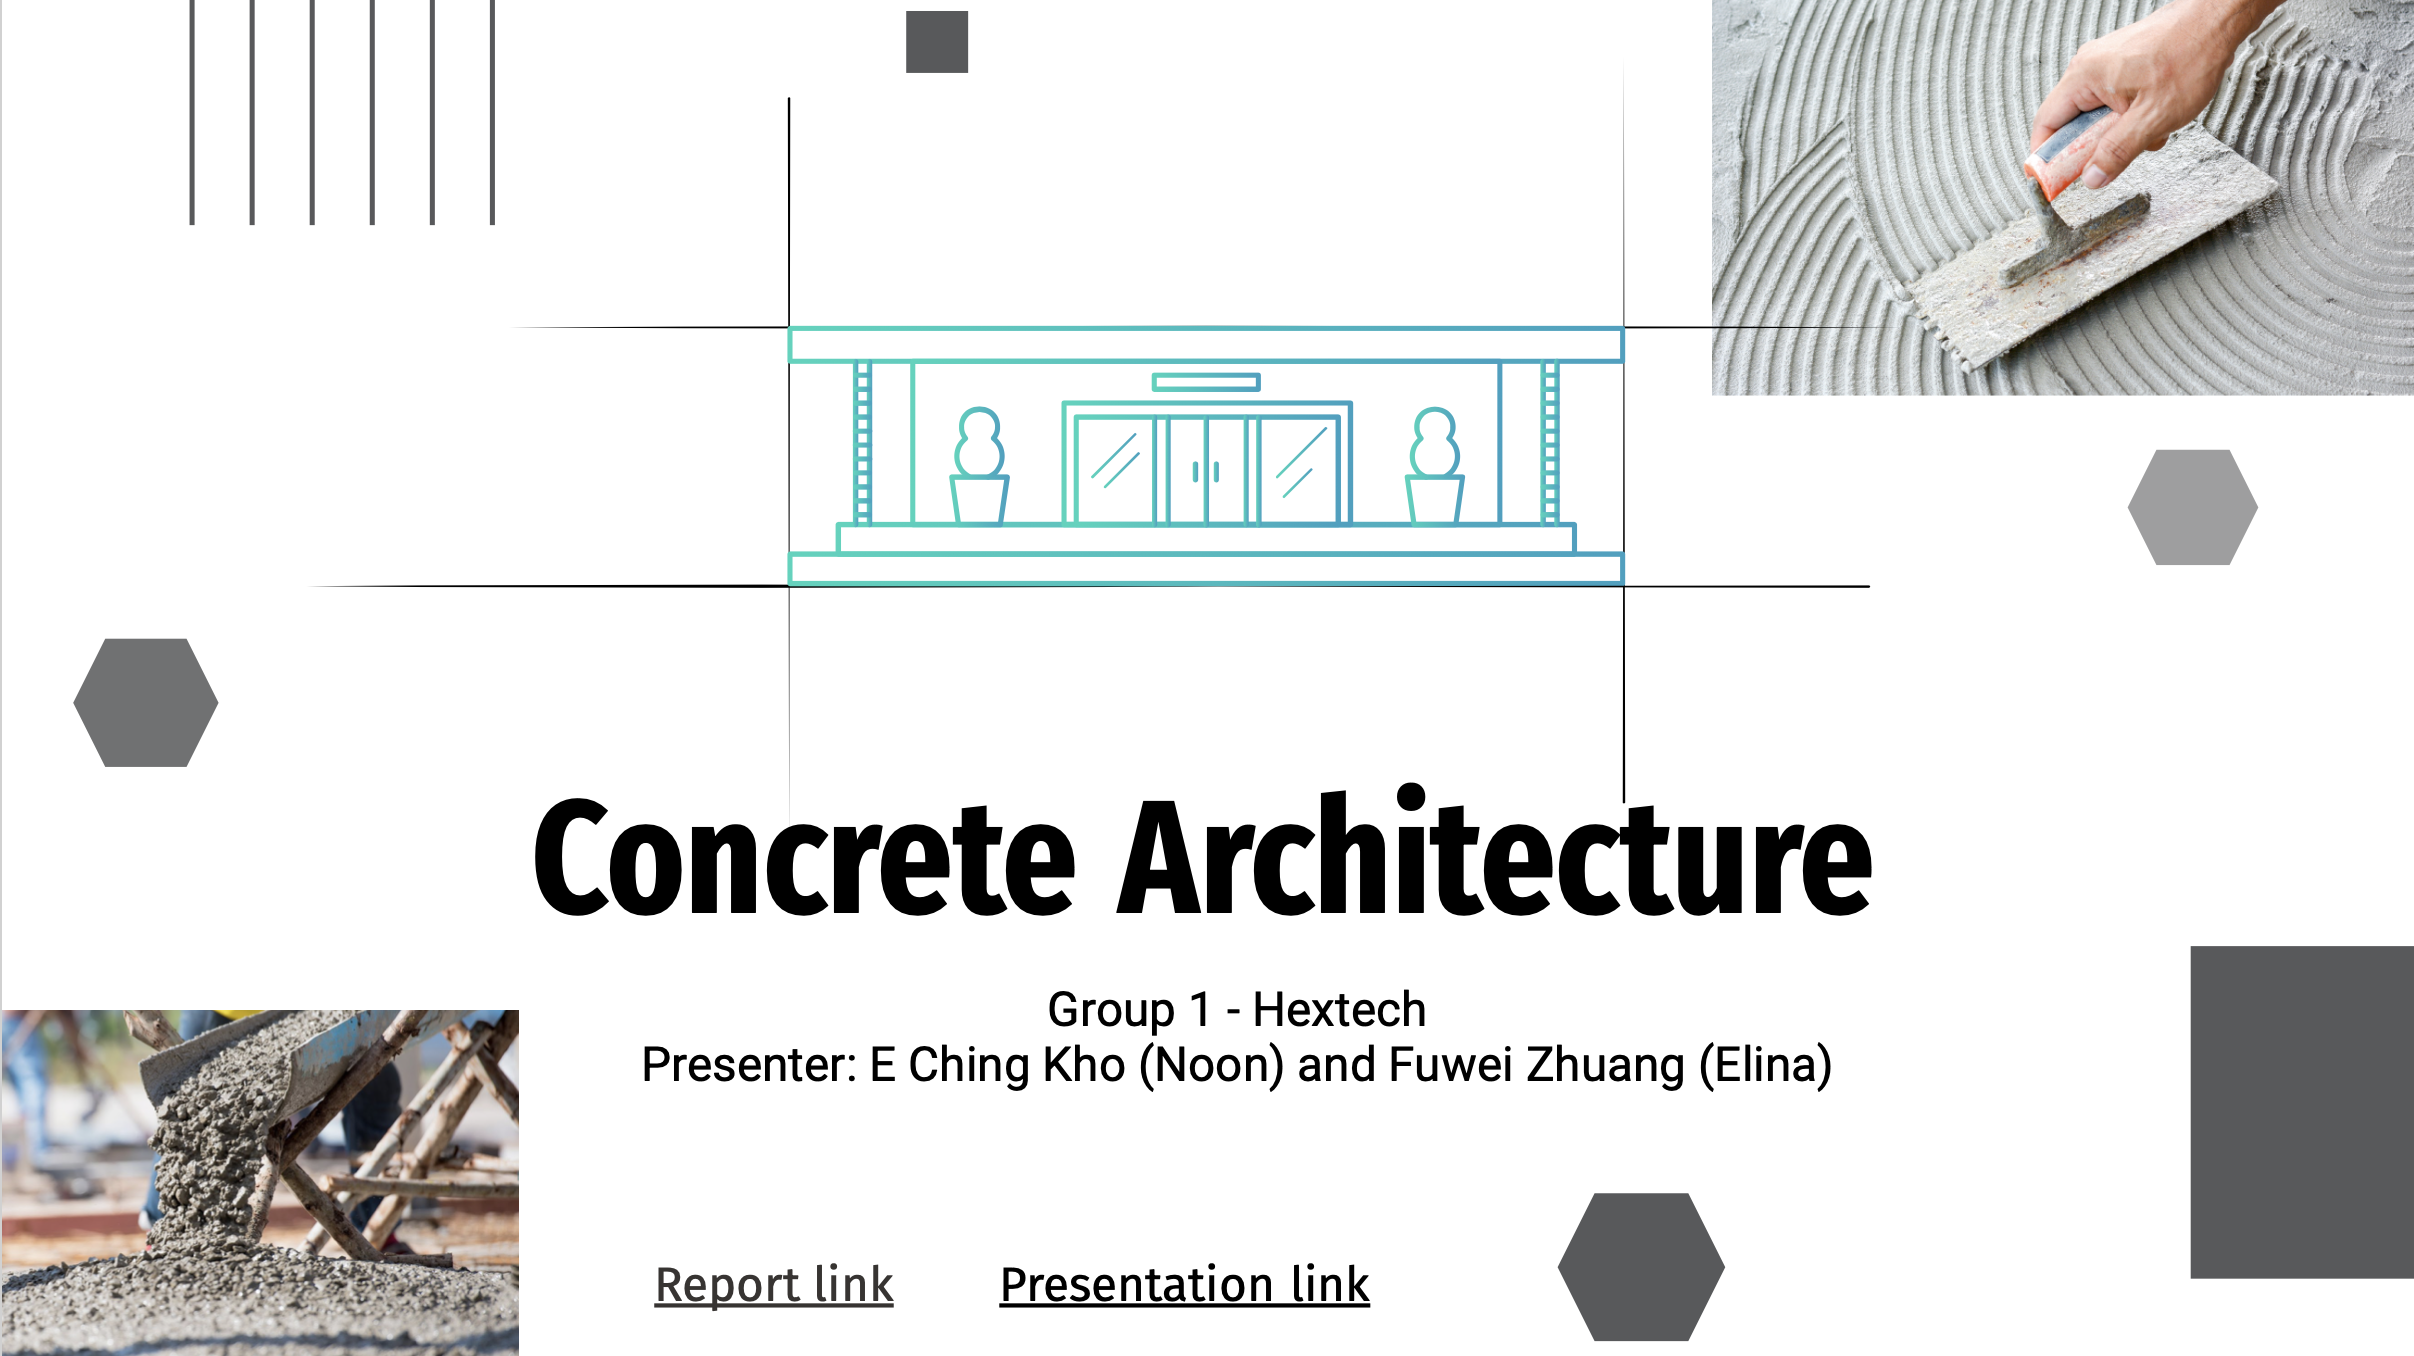 Concrete Architecture
Group 1 - Hextech
Presenter: E Ching Kho (Noon) and Fuwei Zhuang (Elina)
Report link
Presentation link